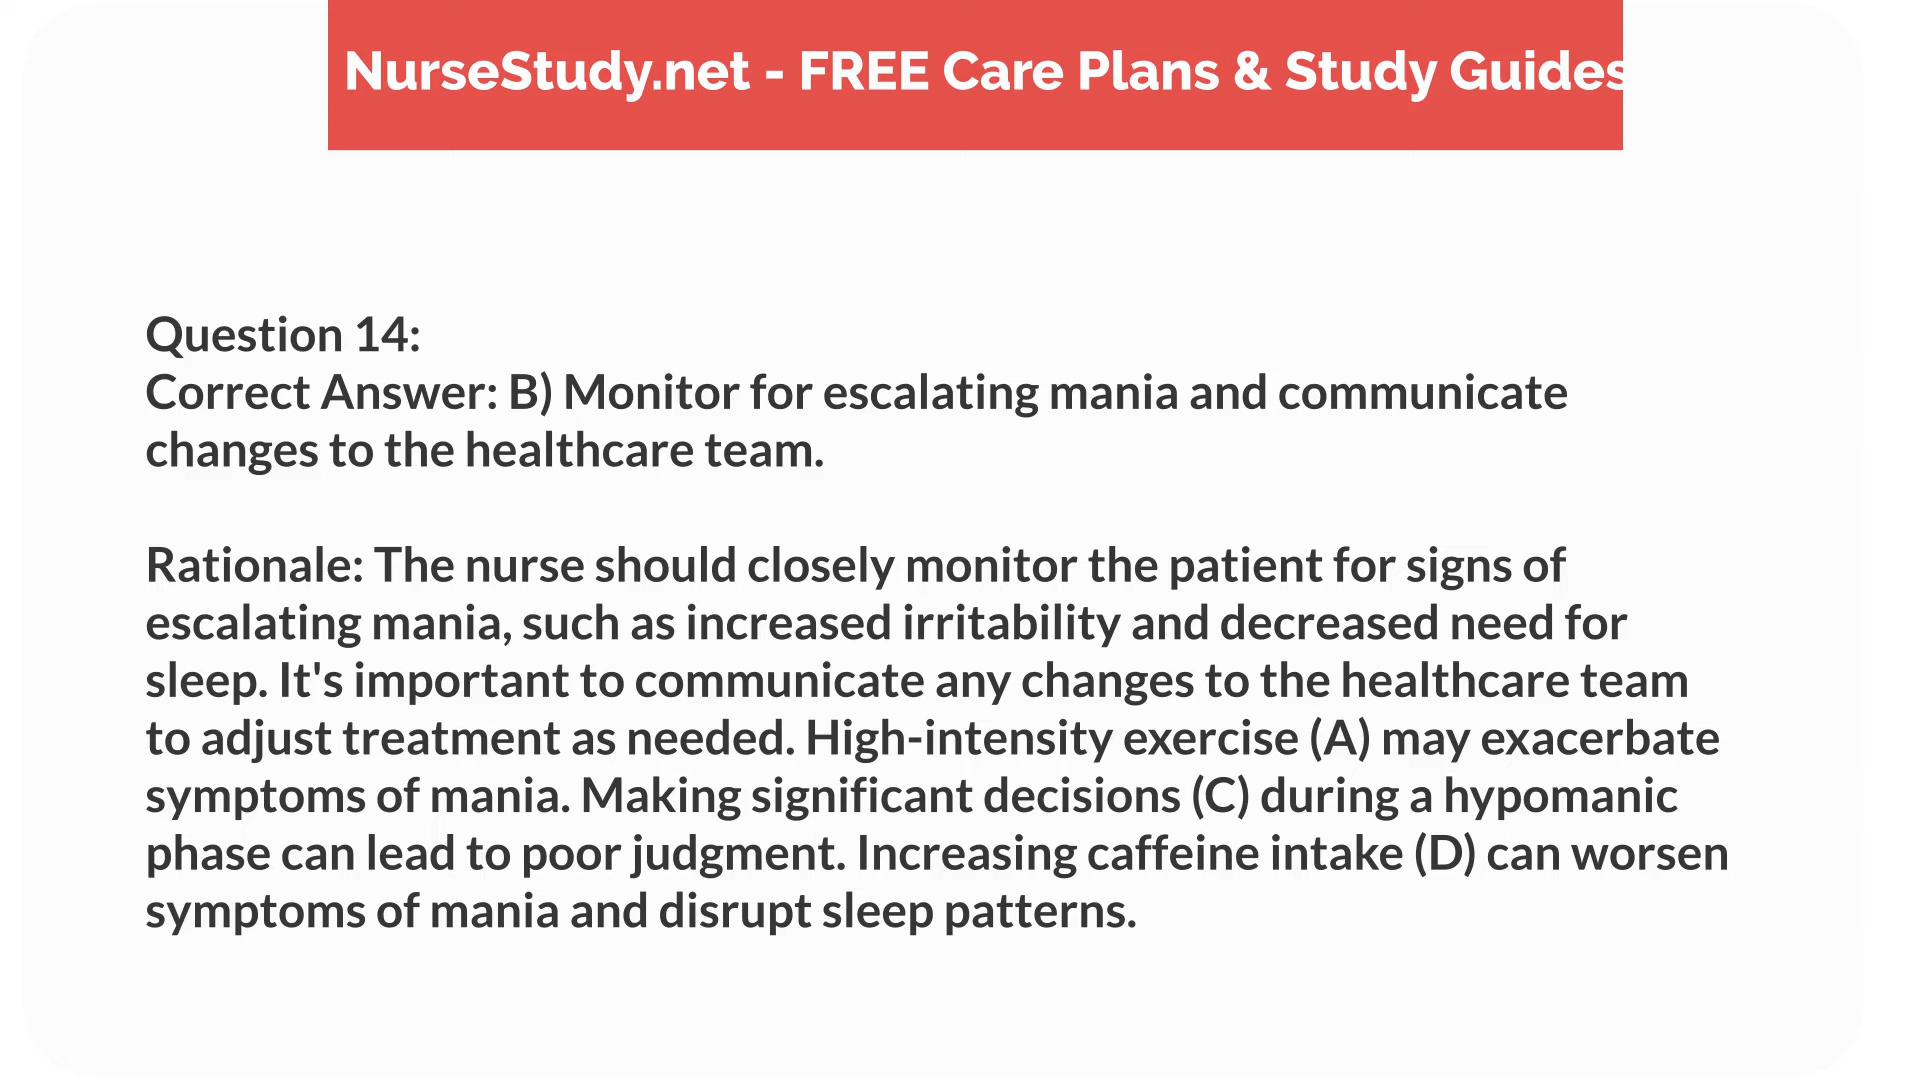 NurseStudy.net - FREE Care Plans & Study Guides
Question 14:
Correct Answer: B) Monitor for escalating mania and communicate
changes to the healthcare team.
Rationale: The nurse should closely monitor the patient for signs of
escalating mania, such as increased irritability and decreased need for
sleep. It's important to communicate any changes to the healthcare team
to adjust treatment as needed. High-intensity exercise (A) may exacerbate
symptoms of mania. Making significant decisions (C) during a hypomanic
phase can lead to poor judgment. Increasing caffeine intake (D) can worsen
symptoms of mania and disrupt sleep patterns.